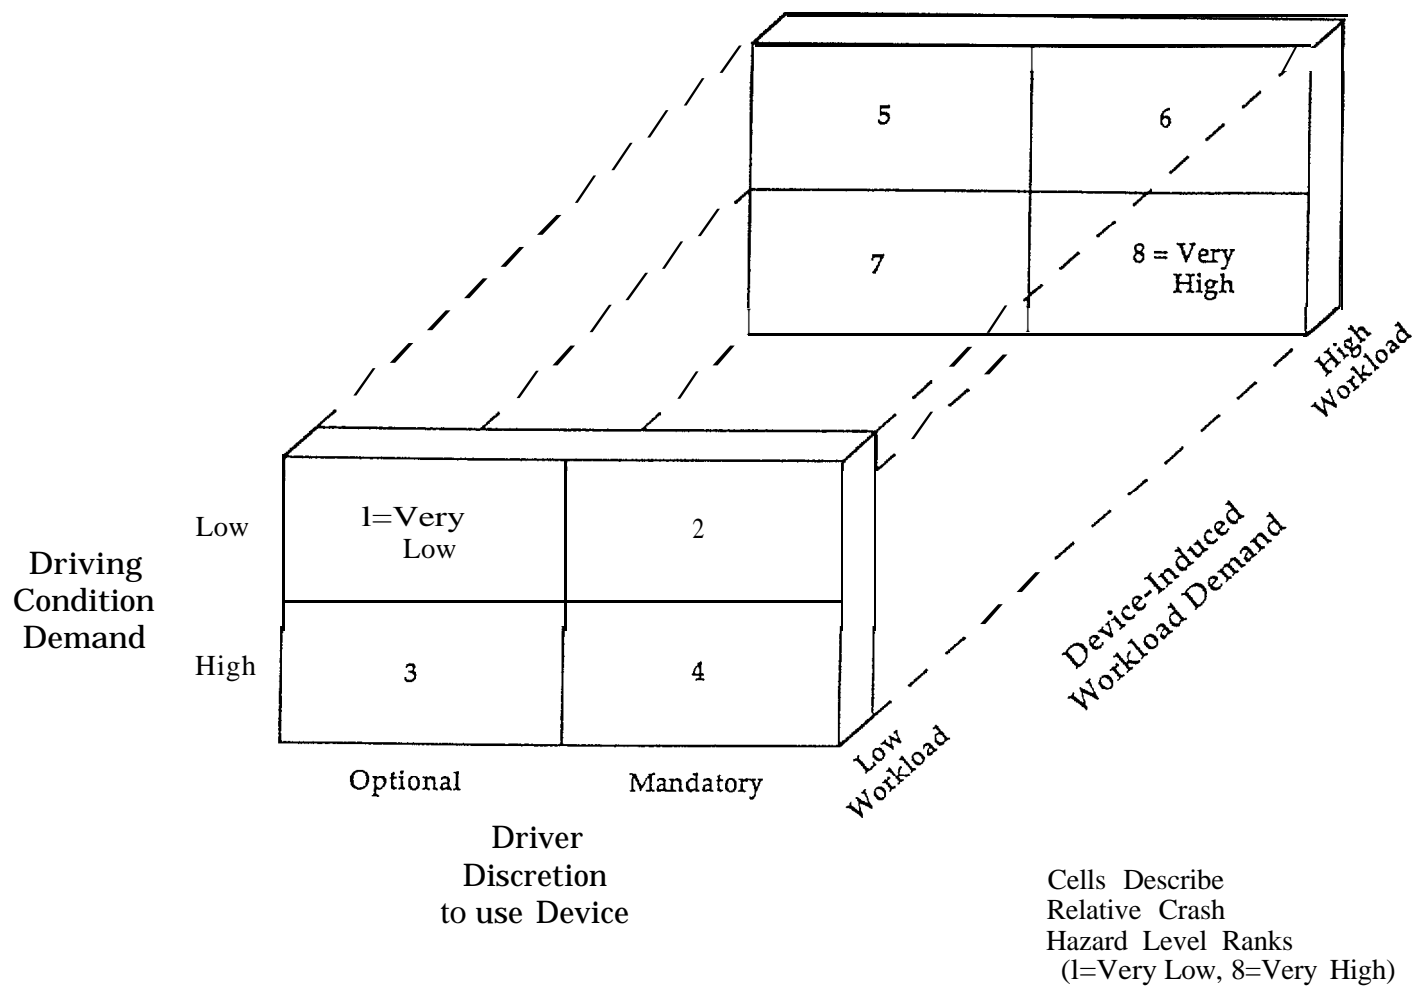 5
6
7
8 = Very
High
High
Workload
Low
l=Very
Low
2
Driving
Condition
Demand
High
3
4
Device-Induced
Workload Demand
Low
Workload
Optional
Mandatory
Driver
Discretion
to use Device
Cells Describe
Relative Crash
Hazard Level Ranks
(l=Very Low, 8=Very High)